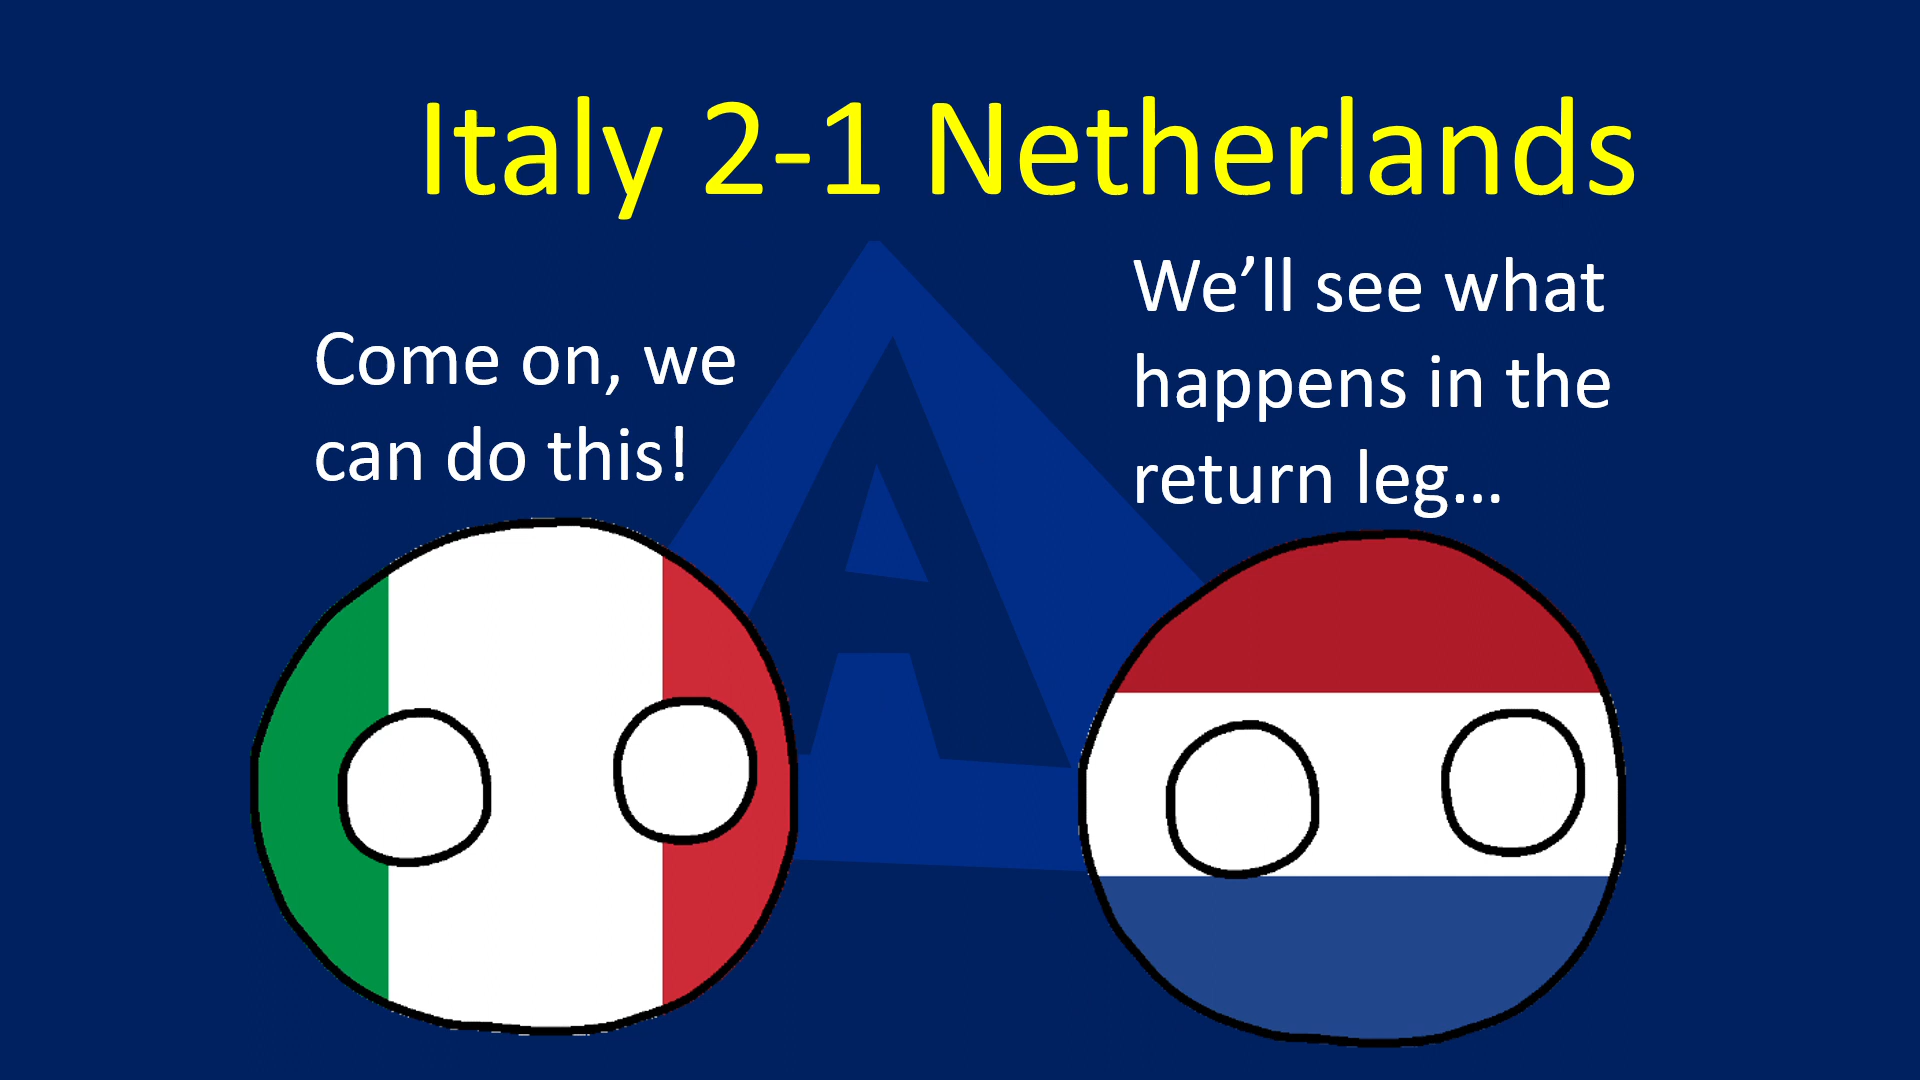 Italy 2-1 Netherlands
Come on, we
can do this!
We’ll see what
happens in the
return leg…
A